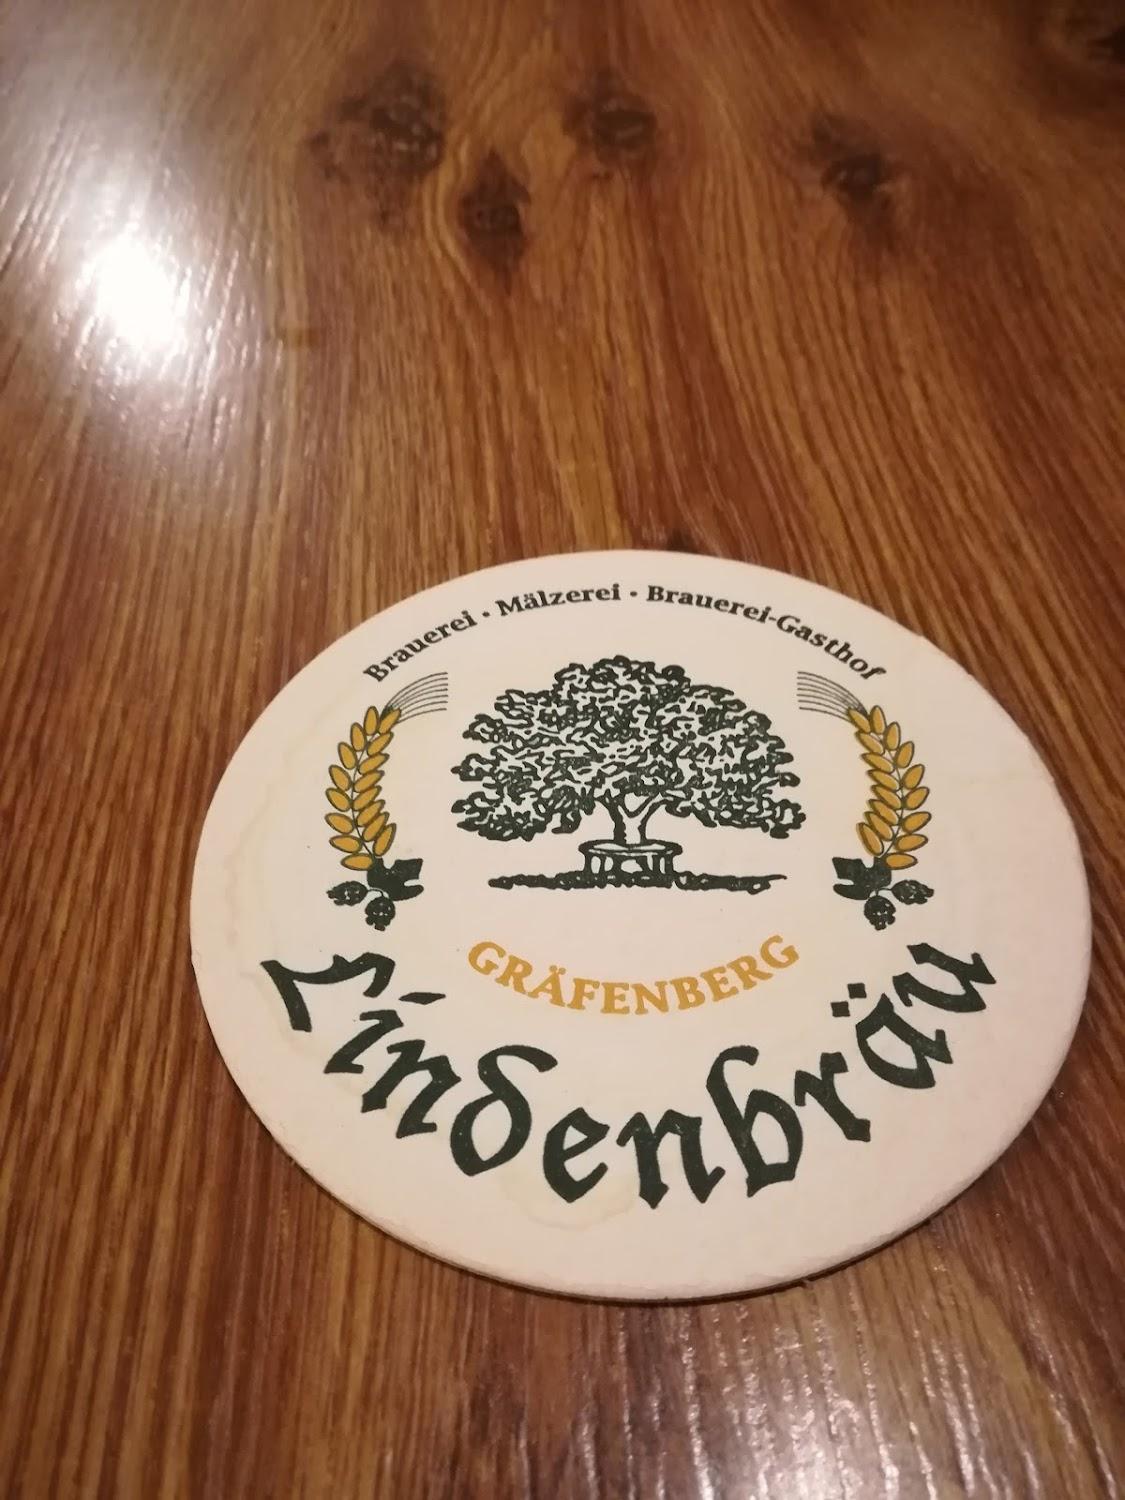 Brauerei • Mälzerei • Brauerei-Gasthof
GRÄFENBERG
Lindenbräu